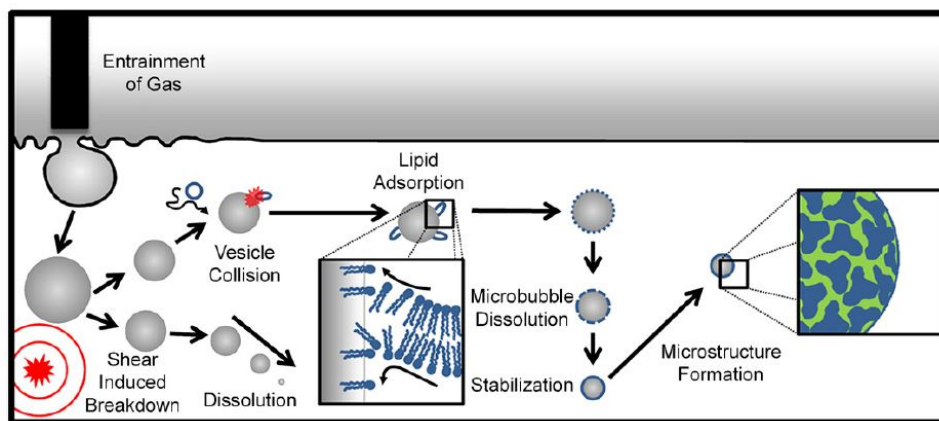 Entrainment
of Gas
Lipid
Adsorption
Vesicle
Collision
Microbubble
Dissolution
Shear
Induced
Breakdown
Dissolution
Stabilization
Microstructure
Formation